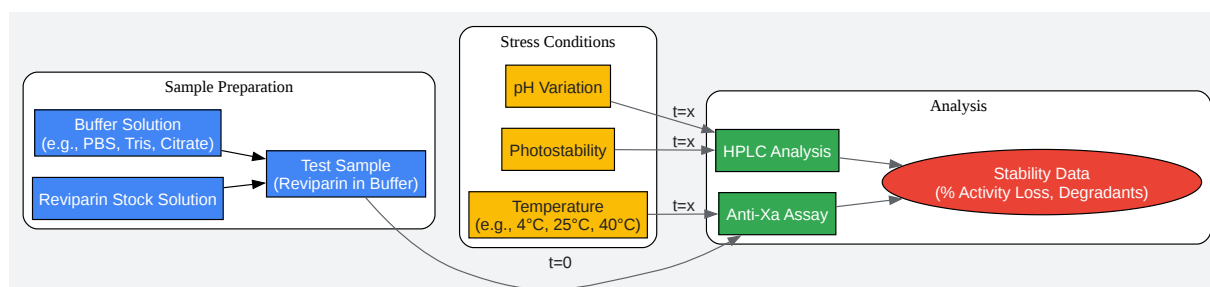 Sample Preparation
Buffer Solution
(e.g., PBS, Tris, Citrate)
Reviparin Stock Solution
Test Sample
(Reviparin in Buffer)
Stress Conditions
pH Variation
Photostability
Temperature
(e.g., 4°C, 25°C, 40°C)
t=0
t=x
t=x
t=x
Analysis
HPLC Analysis
Anti-Xa Assay
Stability Data
(% Activity Loss, Degradants)